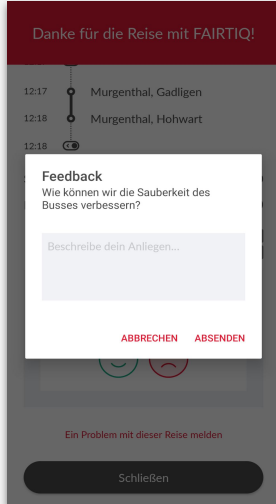 Danke für die Reise mit FAIRTIQ!
12:17 Murgenthal, Gadligen
12:18 Murgenthal, Hohwart
12:18
Feedback
Wie können wir die Sauberkeit des
Busses verbessern?
Beschreibe dein Anliegen...
ABBRECHEN ABSENDEN
Ein Problem mit dieser Reise melden
Schließen